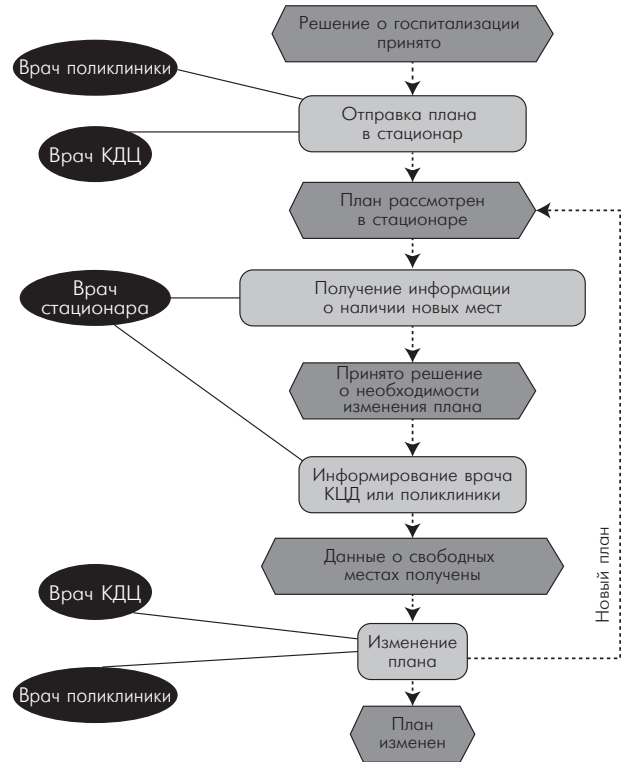 Решение о госпитализации
принято
Врач поликлиники
Отправка плана
в стационар
Врач КДЦ
План рассмотрен
в стационаре
Врач
стационара
Получение информации
о наличии новых мест
Принято решение
о необходимости
изменения плана
Информирование врача
КЦД или поликлиники
Данные о свободных
местах получены
Новый план
Врач КДЦ
Изменение
плана
Врач поликлиники
План
изменен